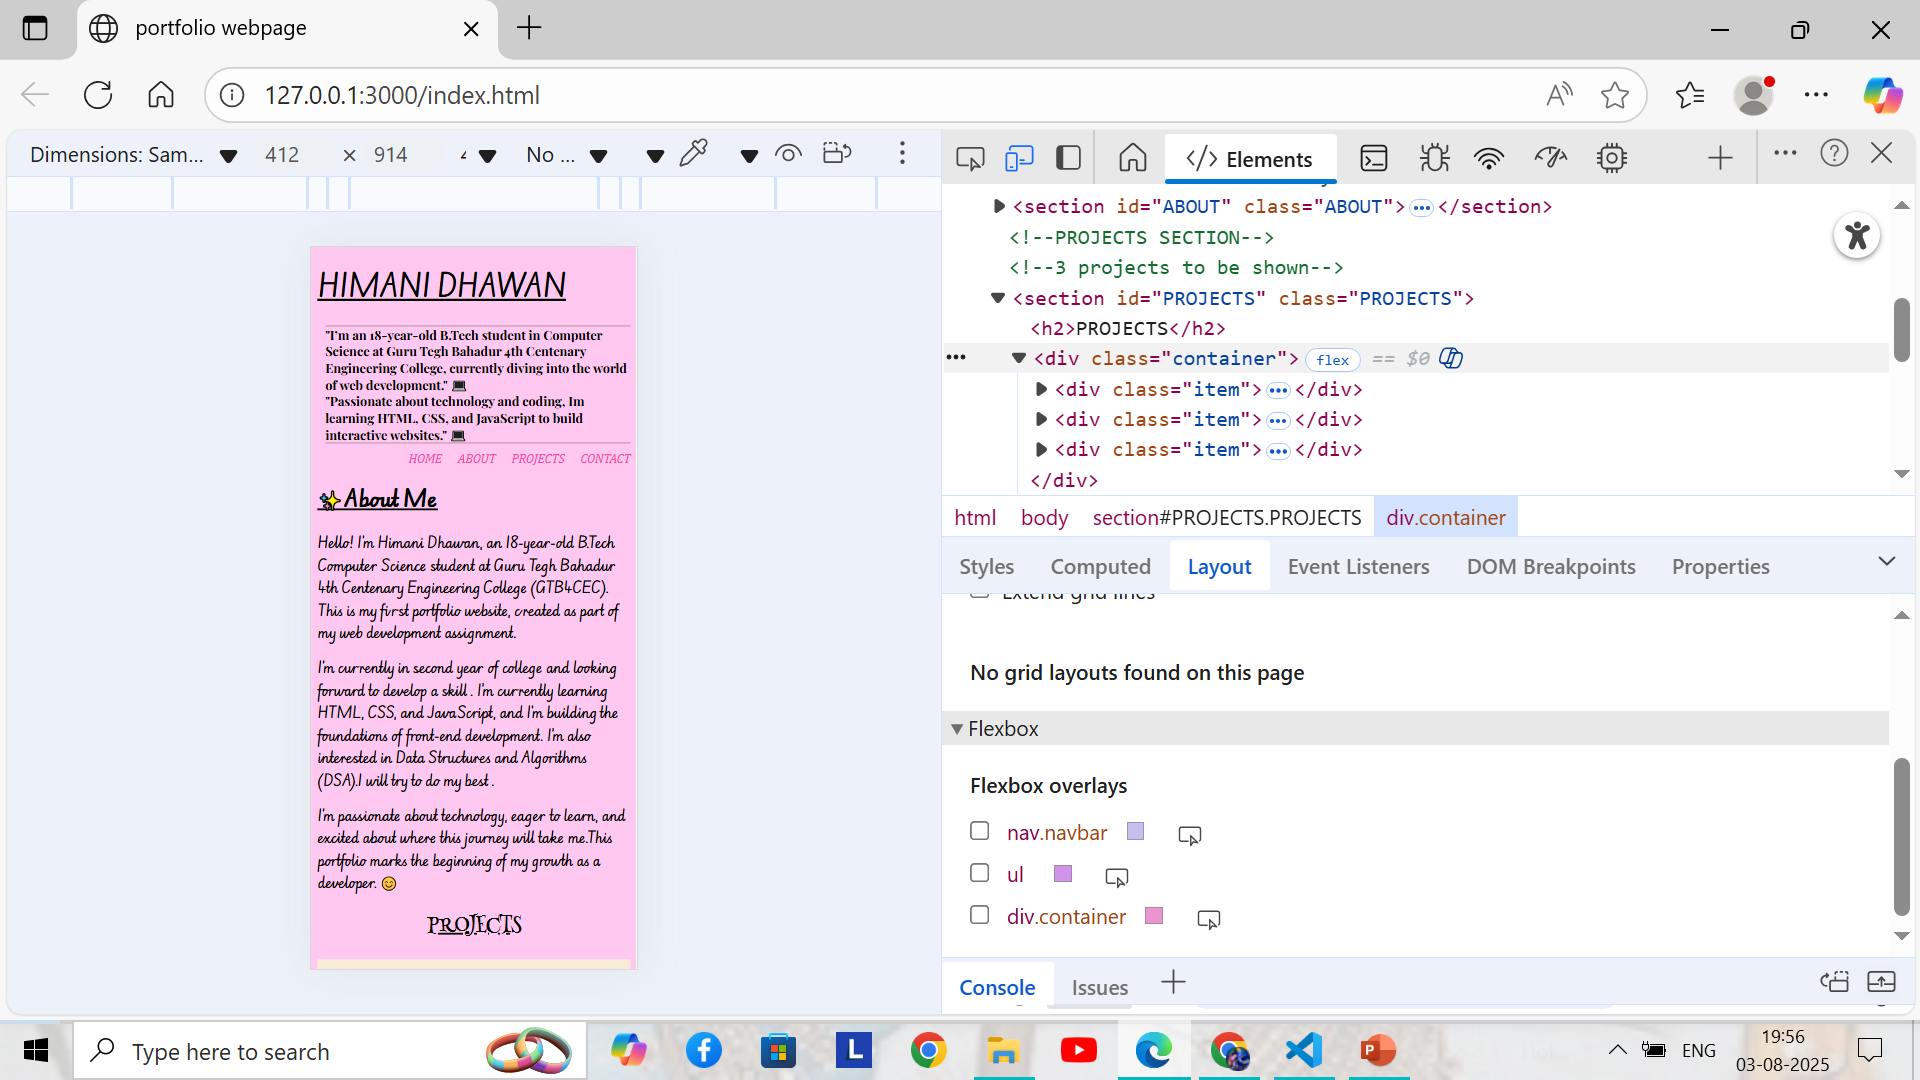 portfolio webpage
127.0.0.1:3000/index.html
Dimensions: Sam... 412 × 914 No ...
Elements
HIMANI DHAWAN
"I'm an 18-year-old B.Tech student in Computer
Science at Guru Tegh Bahadur 4th Centenary
Engineering College, currently diving into the world
of web development." 💻
"Passionate about technology and coding, Im
learning HTML, CSS, and JavaScript to build
interactive websites." 💻
HOME ABOUT PROJECTS CONTACT
✨About Me
Hello! I'm Himani Dhawan, an 18-year-old B.Tech
Computer Science student at Guru Tegh Bahadur
4th Centenary Engineering College (GTB4CEC).
This is my first portfolio website, created as part of
my web development assignment.
I'm currently in second year of college and looking
forward to develop a skill . I'm currently learning
HTML, CSS, and JavaScript, and I'm building the
foundations of front-end development. I'm also
interested in Data Structures and Algorithms
(DSA).I will try to do my best .
I'm passionate about technology, eager to learn, and
excited about where this journey will take me.This
portfolio marks the beginning of my growth as a
developer. 😊
PROJECTS
<section id="ABOUT" class="ABOUT">…</section>
<!--PROJECTS SECTION-->
<!--3 projects to be shown-->
<section id="PROJECTS" class="PROJECTS">
<h2>PROJECTS</h2>
<div class="container"> flex == $0
<div class="item">…</div>
<div class="item">…</div>
<div class="item">…</div>
</div>
html body section#PROJECTS.PROJECTS div.container
Styles Computed Layout Event Listeners DOM Breakpoints Properties
Extend grid lines
No grid layouts found on this page
Flexbox
Flexbox overlays
nav.navbar
ul
div.container
Console Issues
Type here to search
L
P
ENG
19:56
03-08-2025